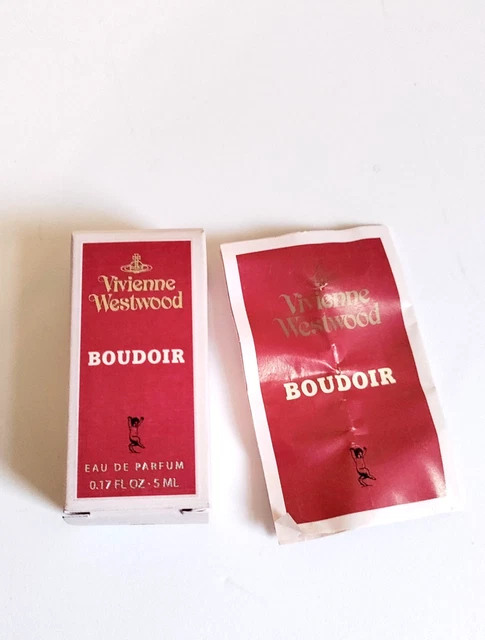 Vivienne
Westwood
BOUDOIR
EAU DE PARFUM
0.17 FL OZ · 5 ML
Vivienne
Westwood
BOUDOIR